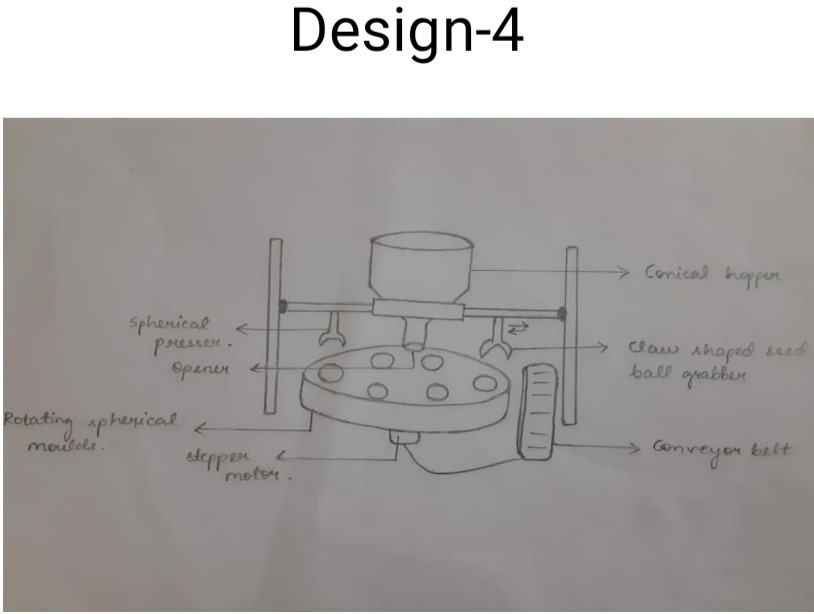 Design-4
Conical hopper
Spherical
presser.
Claw shaped seed
ball grabber
Opener
Rotating spherical
moulds.
stepper
motor.
Conveyor belt